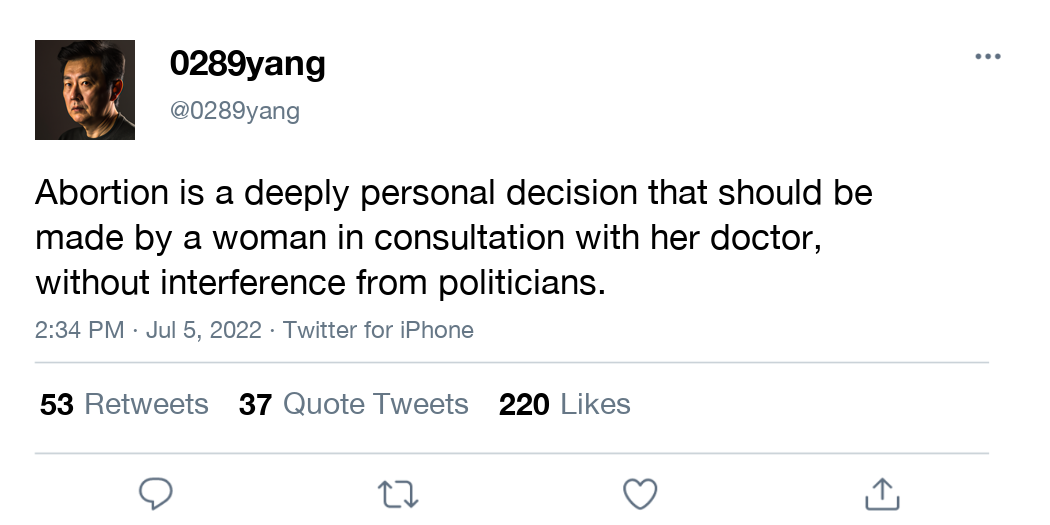 0289yang
@0289yang
Abortion is a deeply personal decision that should be
made by a woman in consultation with her doctor,
without interference from politicians.
2:34 PM · Jul 5, 2022 · Twitter for iPhone
53 Retweets 37 Quote Tweets 220 Likes